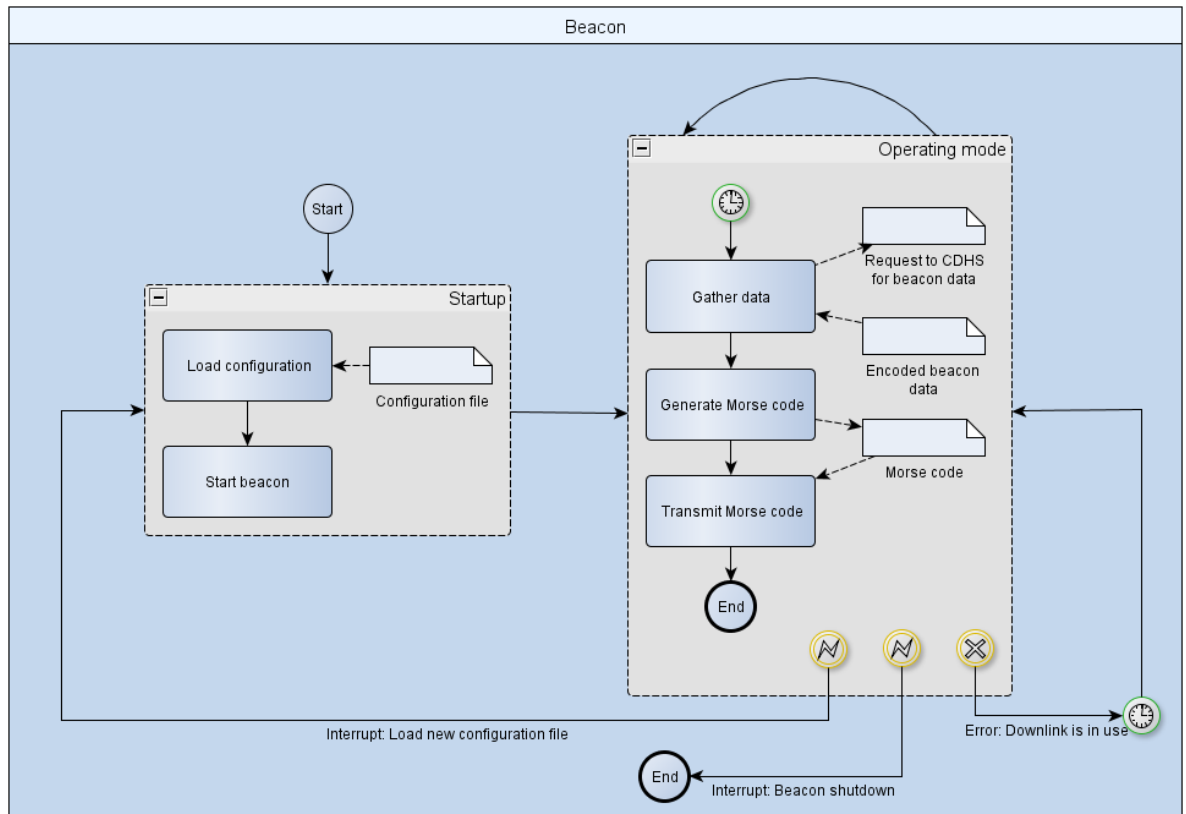 Beacon
Operating mode
Start
Request to CDHS
for beacon data
Gather data
Startup
Load configuration
Encoded beacon
data
Configuration file
Generate Morse code
Morse code
Start beacon
Transmit Morse code
End
Interrupt: Load new configuration file
Error: Downlink is in use
End
Interrupt: Beacon shutdown